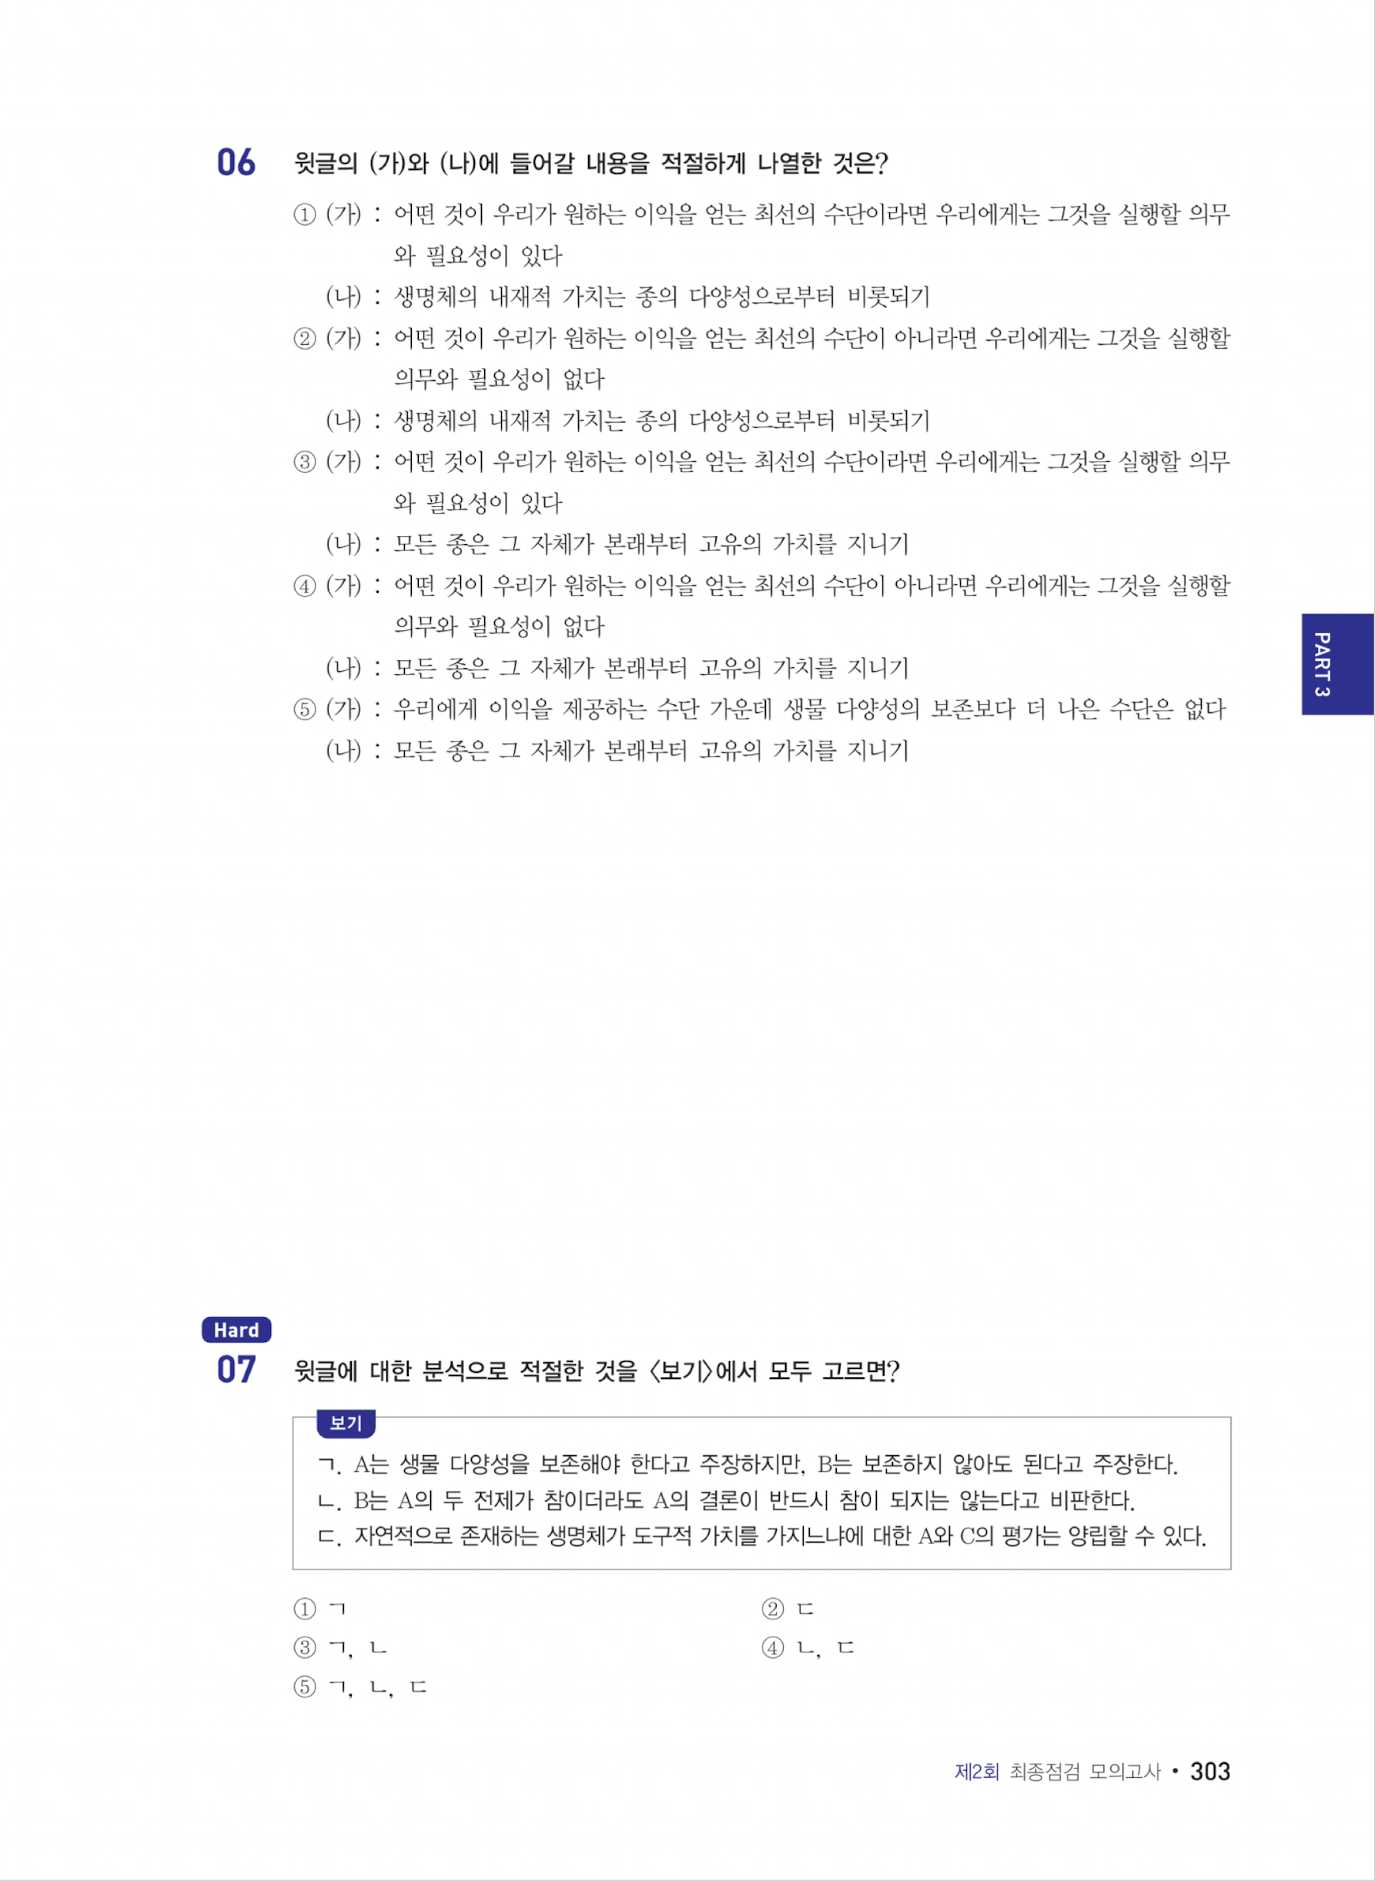 06 윗글의 (가)와 (나)에 들어갈 내용을 적절하게 나열한 것은?
① (가) : 어떤 것이 우리가 원하는 이익을 얻는 최선의 수단이라면 우리에게는 그것을 실행할 의무
와 필요성이 있다
(나) : 생명체의 내재적 가치는 종의 다양성으로부터 비롯되기
② (가) : 어떤 것이 우리가 원하는 이익을 얻는 최선의 수단이 아니라면 우리에게는 그것을 실행할
의무와 필요성이 없다
(나) : 생명체의 내재적 가치는 종의 다양성으로부터 비롯되기
③ (가) : 어떤 것이 우리가 원하는 이익을 얻는 최선의 수단이라면 우리에게는 그것을 실행할 의무
와 필요성이 있다
(나) : 모든 종은 그 자체가 본래부터 고유의 가치를 지니기
④ (가) : 어떤 것이 우리가 원하는 이익을 얻는 최선의 수단이 아니라면 우리에게는 그것을 실행할
의무와 필요성이 없다
(나) : 모든 종은 그 자체가 본래부터 고유의 가치를 지니기
⑤ (가) : 우리에게 이익을 제공하는 수단 가운데 생물 다양성의 보존보다 더 나은 수단은 없다
(나) : 모든 종은 그 자체가 본래부터 고유의 가치를 지니기
PART 3
Hard
07 윗글에 대한 분석으로 적절한 것을 〈보기〉에서 모두 고르면?
보기
ㄱ. A는 생물 다양성을 보존해야 한다고 주장하지만, B는 보존하지 않아도 된다고 주장한다.
ㄴ. B는 A의 두 전제가 참이더라도 A의 결론이 반드시 참이 되지는 않는다고 비판한다.
ㄷ. 자연적으로 존재하는 생명체가 도구적 가치를 가지느냐에 대한 A와 C의 평가는 양립할 수 있다.
① ㄱ ② ㄷ
③ ㄱ, ㄴ ④ ㄴ, ㄷ
⑤ ㄱ, ㄴ, ㄷ
제2회 최종점검 모의고사 • 303